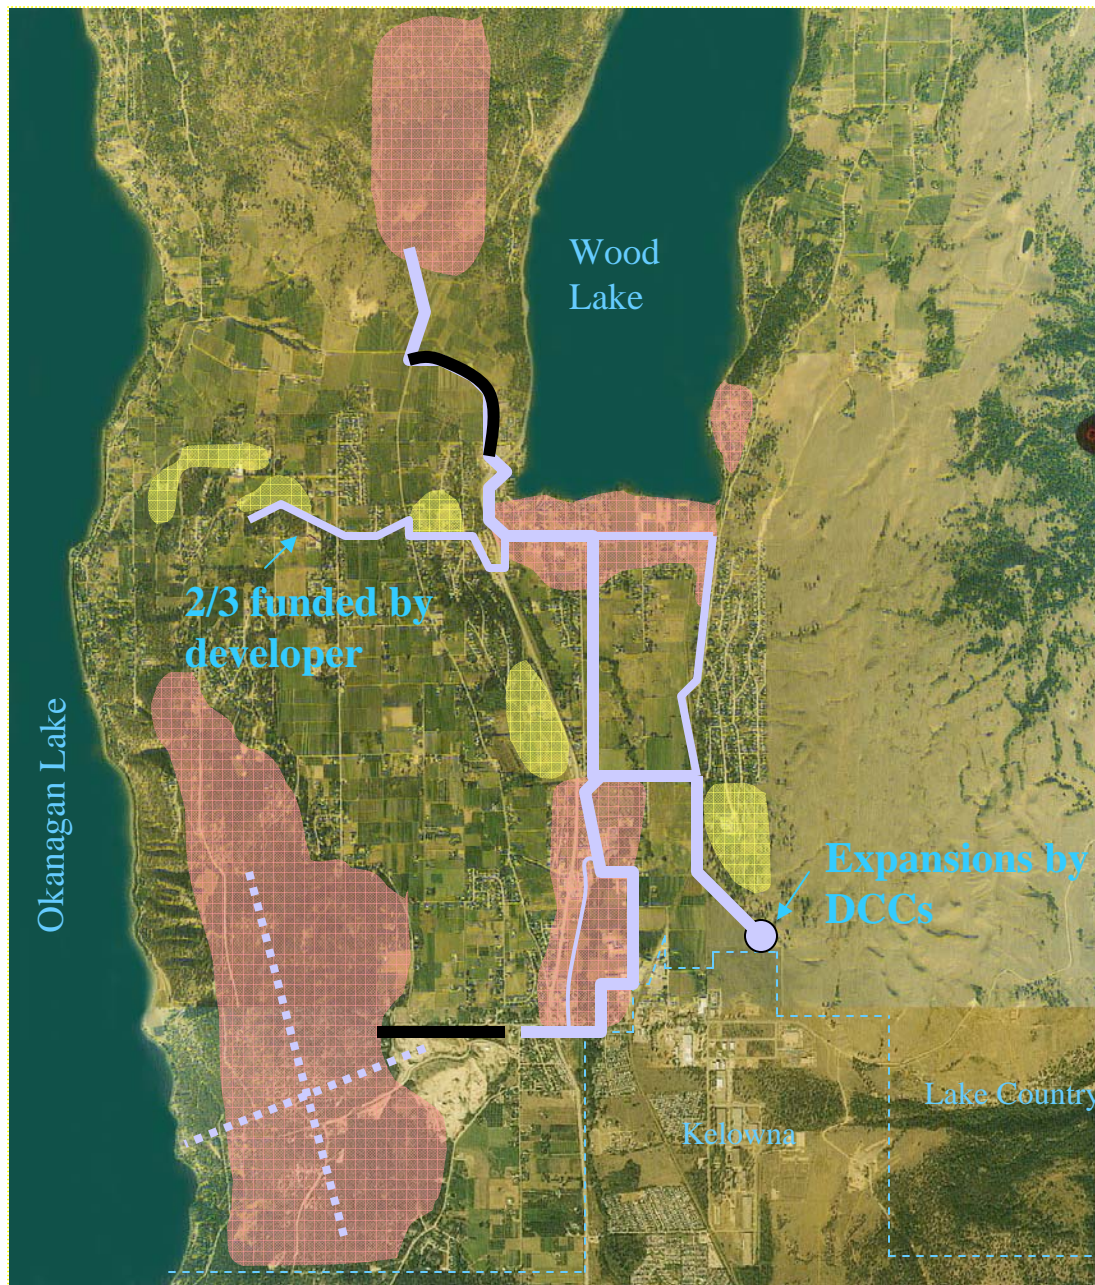 Wood
Lake
2/3 funded by
developer
Okanagan Lake
Expansions by
DCCs
Lake Country
Kelowna